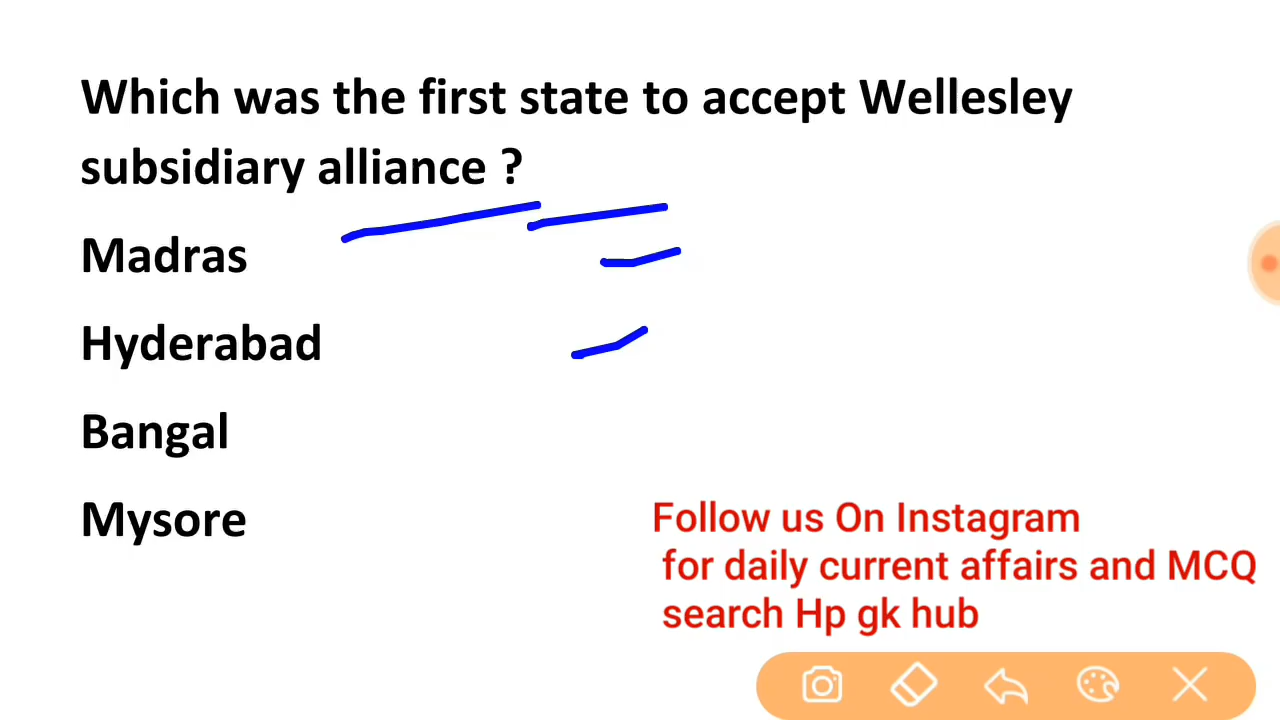 Which was the first state to accept Wellesley
subsidiary alliance ?
Madras
Hyderabad
Bangal
Mysore
Follow us On Instagram
for daily current affairs and MCQ
search Hp gk hub